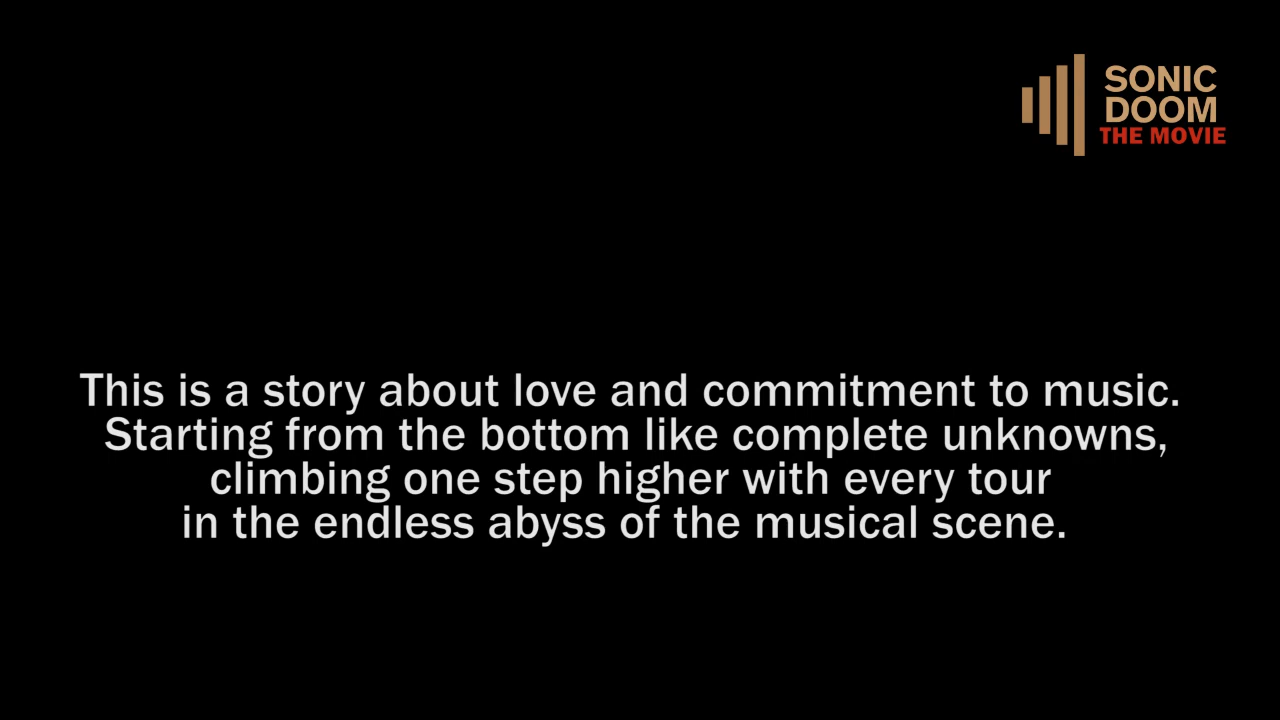 SONIC
DOOM
THE MOVIE
This is a story about love and commitment to music.
Starting from the bottom like complete unknowns,
climbing one step higher with every tour
in the endless abyss of the musical scene.